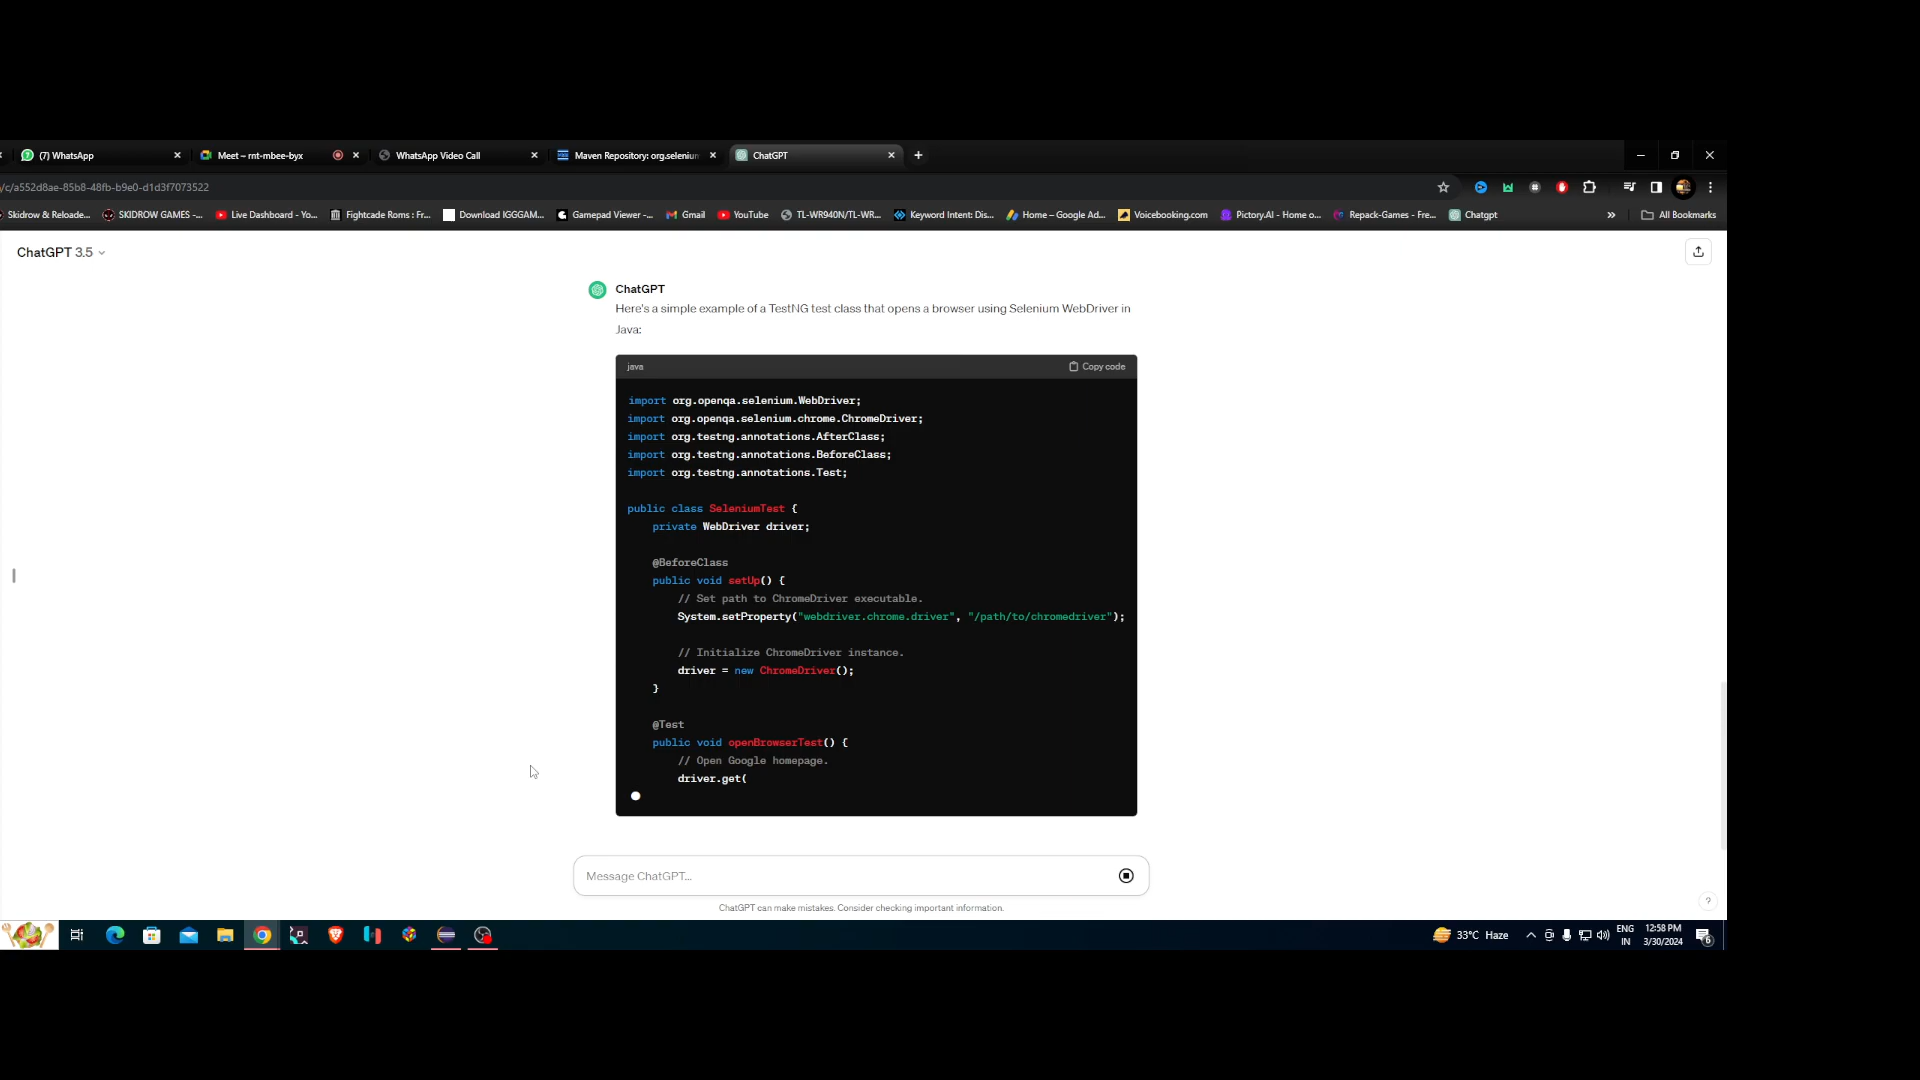 (7) WhatsApp
Meet – rnt-mbee-byx
WhatsApp Video Call
Maven Repository: org.seleniun
ChatGPT
/c/a552d8ae-85b8-48fb-b9e0-d1d3f7073522
Skidrow & Reloade...
SKIDROW GAMES -...
Live Dashboard - Yo...
Fightcade Roms : Fr...
Download IGGGAM...
Gamepad Viewer -...
Gmail
YouTube
TL-WR940N/TL-WR...
Keyword Intent: Dis...
Home – Google Ad...
Voicebooking.com
Pictory.AI - Home o...
Repack-Games - Fre...
Chatgpt
»
All Bookmarks
ChatGPT 3.5
ChatGPT
Here's a simple example of a TestNG test class that opens a browser using Selenium WebDriver in
Java:
java
Copy code
import org.openqa.selenium.WebDriver;
import org.openqa.selenium.chrome.ChromeDriver;
import org.testng.annotations.AfterClass;
import org.testng.annotations.BeforeClass;
import org.testng.annotations.Test;
public class SeleniumTest {
private WebDriver driver;
@BeforeClass
public void setUp() {
// Set path to ChromeDriver executable.
System.setProperty("webdriver.chrome.driver", "/path/to/chromedriver");
// Initialize ChromeDriver instance.
driver = new ChromeDriver();
}
@Test
public void openBrowserTest() {
// Open Google homepage.
driver.get(
Message ChatGPT...
ChatGPT can make mistakes. Consider checking important information.
?
33°C Haze
ENG
IN
12:58 PM
3/30/2024
6